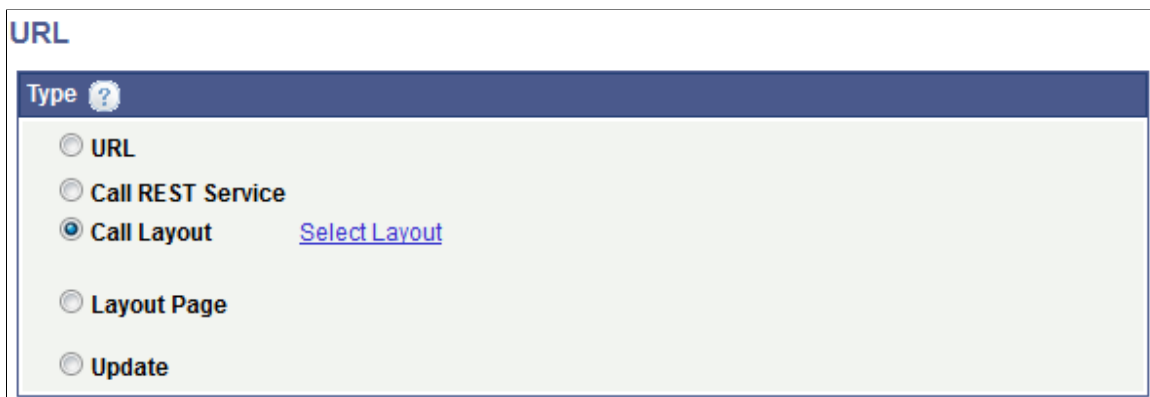 URL
Type ?
URL
Call REST Service
Call Layout Select Layout
Layout Page
Update